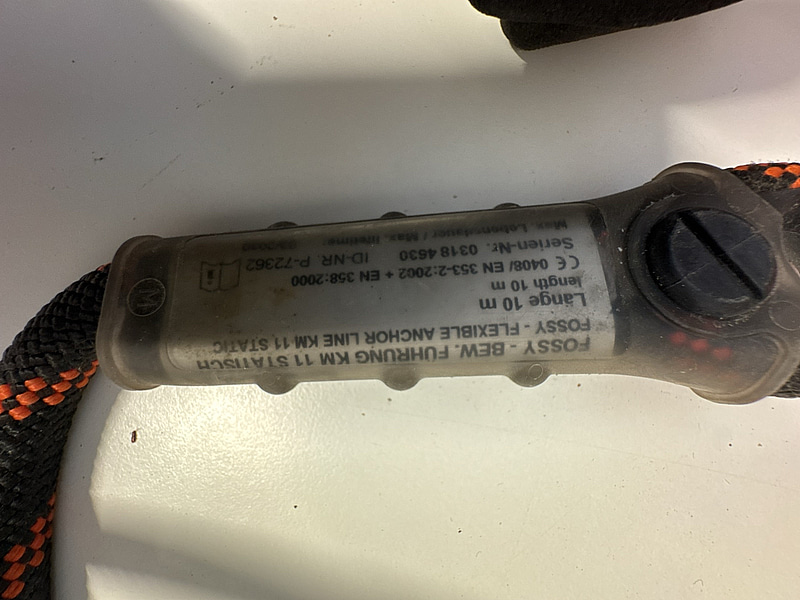 FOSSY - BEW. FÜHRUNG KM 11 STATISCH
FOSSY - FLEXIBLE ANCHOR LINE KM 11 STATIC
Länge 10 m
length 10 m
CE 0408/ EN 353-2:2002 + EN 358:2000
Serien-Nr. 0318 4630 ID-NR. P-72362
Max. Lebensdauer / Max. lifetime:
M